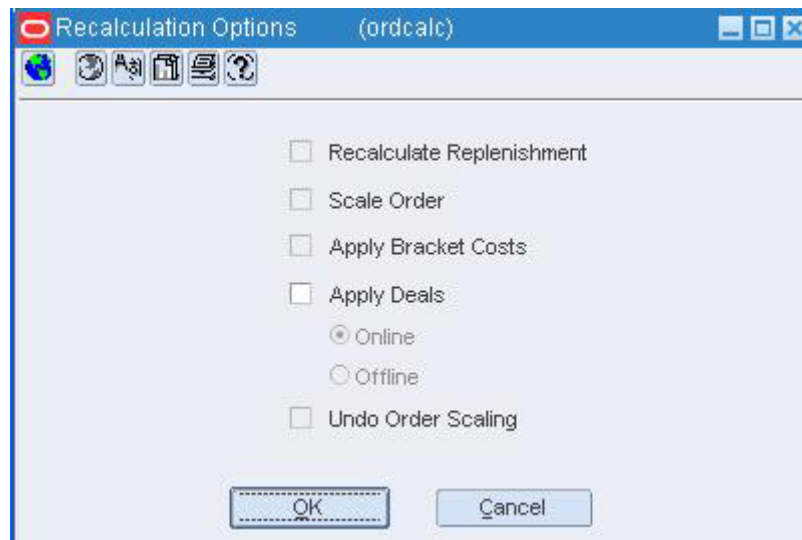 Recalculation Options (ordcalc)
Recalculate Replenishment
Scale Order
Apply Bracket Costs
Apply Deals
Online
Offline
Undo Order Scaling
OK Cancel